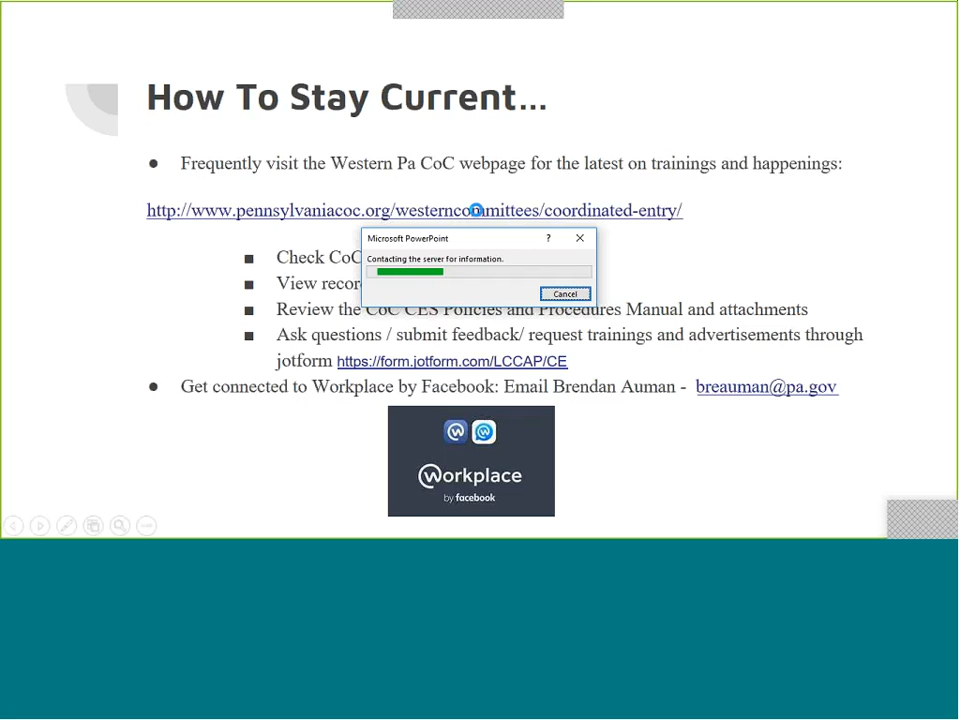 How To Stay Current...
● Frequently visit the Western Pa CoC webpage for the latest on trainings and happenings:
http://www.pennsylvaniacoc.org/westerncommittees/coordinated-entry/
Microsoft PowerPoint ? ×
Contacting the server for information.
Cancel
■ Check CoC
■ View
■ Review the CoC CES Policies and Procedures Manual and attachments
■ Ask questions / submit feedback/ request trainings and advertisements through
jotform https://form.jotform.com/LCCAP/CE
● Get connected to Workplace by Facebook: Email Brendan Auman - breauman@pa.gov
workplace
by facebook